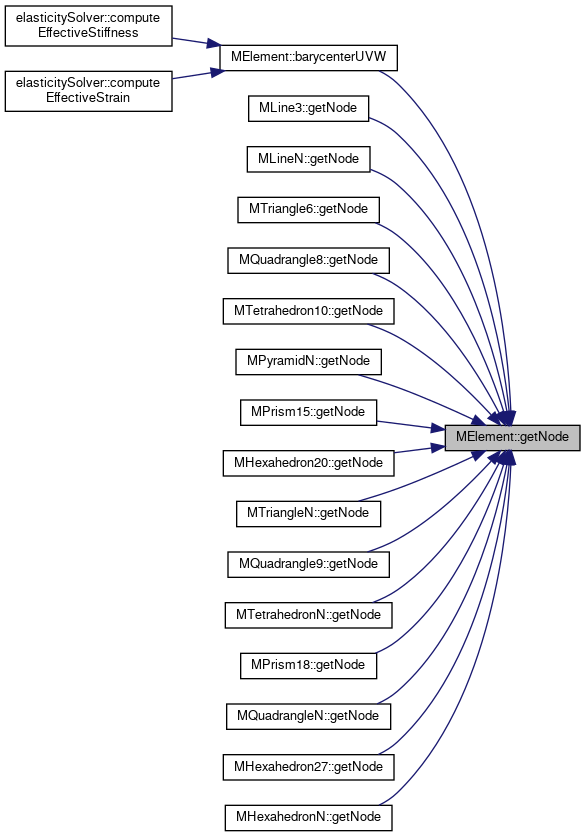 elasticitySolver::compute
EffectiveStiffness
elasticitySolver::compute
EffectiveStrain
MElement::barycenterUVW
MLine3::getNode
MLineN::getNode
MTriangle6::getNode
MQuadrangle8::getNode
MTetrahedron10::getNode
MPyramidN::getNode
MPrism15::getNode
MElement::getNode
MHexahedron20::getNode
MTriangleN::getNode
MQuadrangle9::getNode
MTetrahedronN::getNode
MPrism18::getNode
MQuadrangleN::getNode
MHexahedron27::getNode
MHexahedronN::getNode